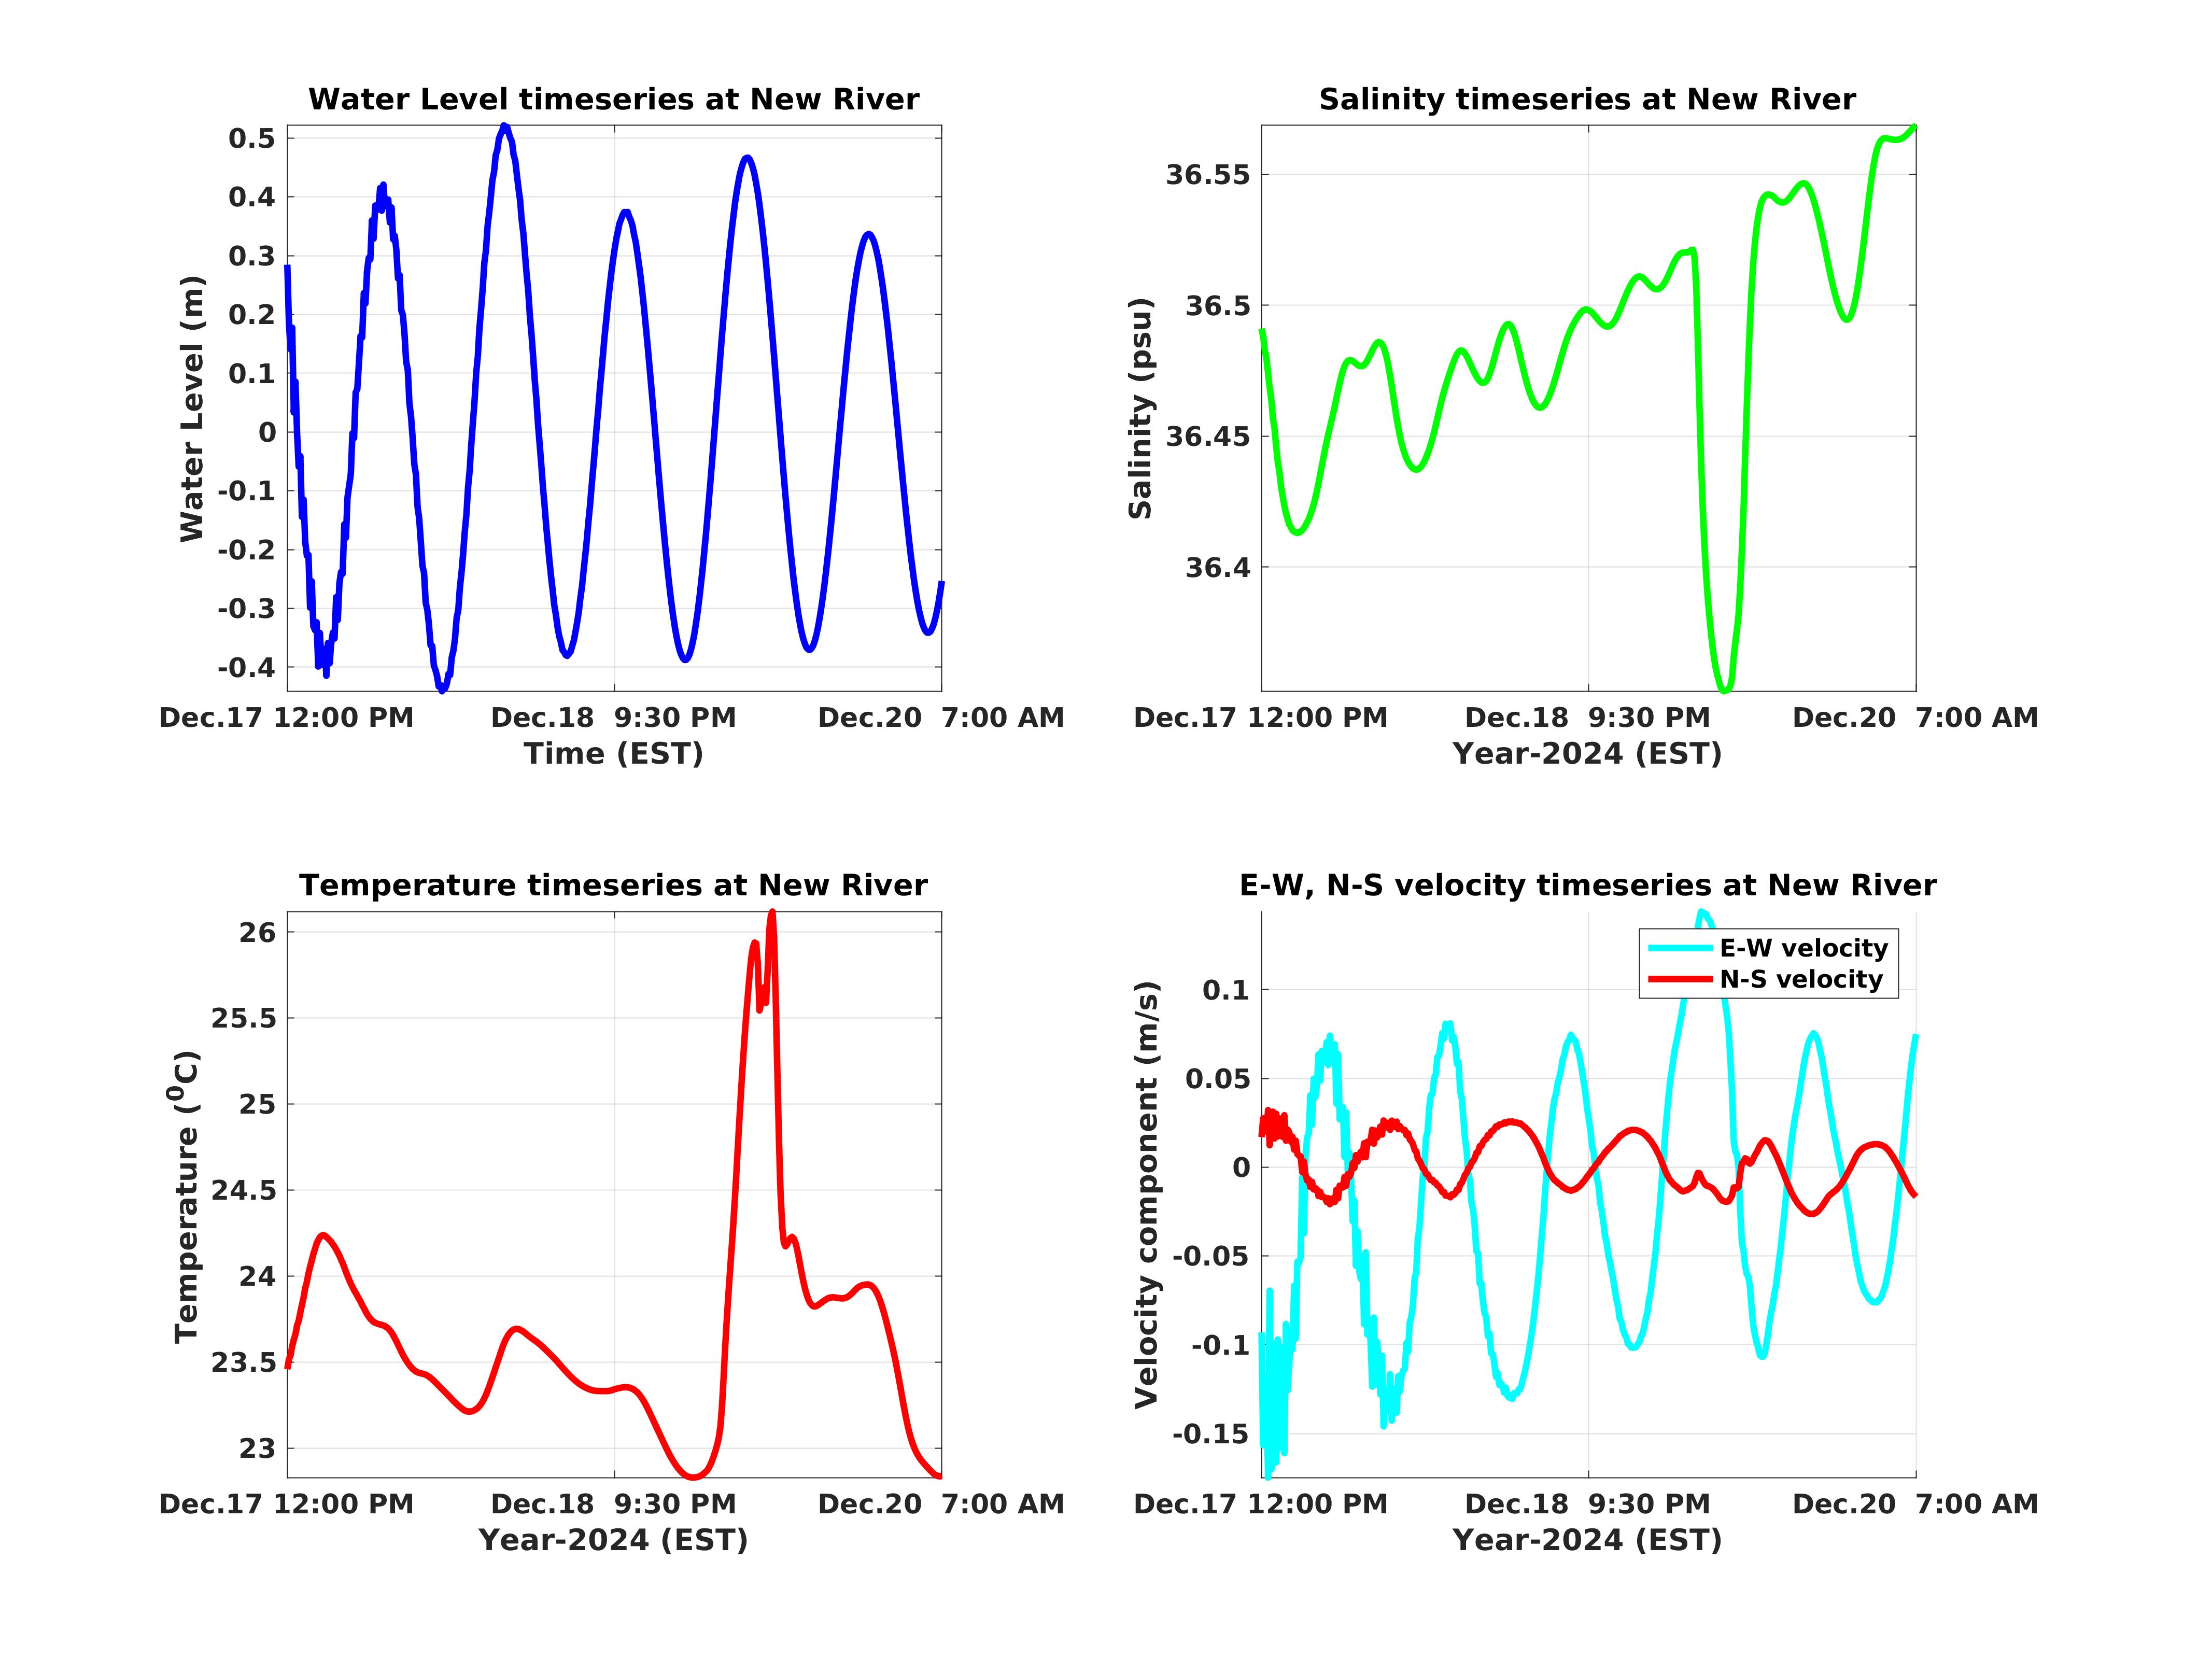 Water Level timeseries at New River
0.5
0.4
0.3
0.2
0.1
0
-0.1
-0.2
-0.3
-0.4
Water Level (m)
Dec.17 12:00 PM
Dec.18 9:30 PM
Dec.20 7:00 AM
Time (EST)
Salinity timeseries at New River
36.55
36.5
36.45
36.4
Salinity (psu)
Dec.17 12:00 PM
Dec.18 9:30 PM
Dec.20 7:00 AM
Year-2024 (EST)
Temperature timeseries at New River
26
25.5
25
24.5
24
23.5
23
Temperature (⁰C)
Dec.17 12:00 PM
Dec.18 9:30 PM
Dec.20 7:00 AM
Year-2024 (EST)
E-W, N-S velocity timeseries at New River
E-W velocity
N-S velocity
0.1
0.05
0
-0.05
-0.1
-0.15
Velocity component (m/s)
Dec.17 12:00 PM
Dec.18 9:30 PM
Dec.20 7:00 AM
Year-2024 (EST)